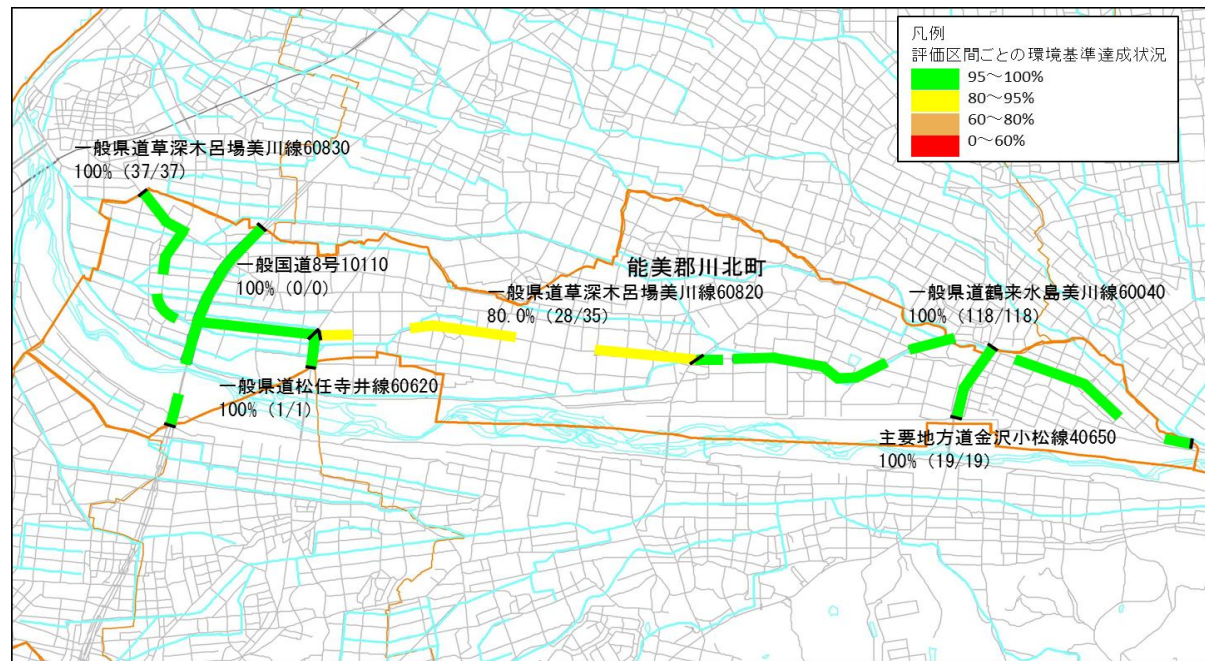 凡例
評価区間ごとの環境基準達成状況
95～100%
80～95%
60～80%
0～60%
一般県道草深木呂場美川線60830
100% (37/37)
一般国道8号10110
100% (0/0)
能美郡川北町
一般県道草深木呂場美川線60820
80.0% (28/35)
一般県道鶴来水島美川線60040
100% (118/118)
一般県道松任寺井線60620
100% (1/1)
主要地方道金沢小松線40650
100% (19/19)